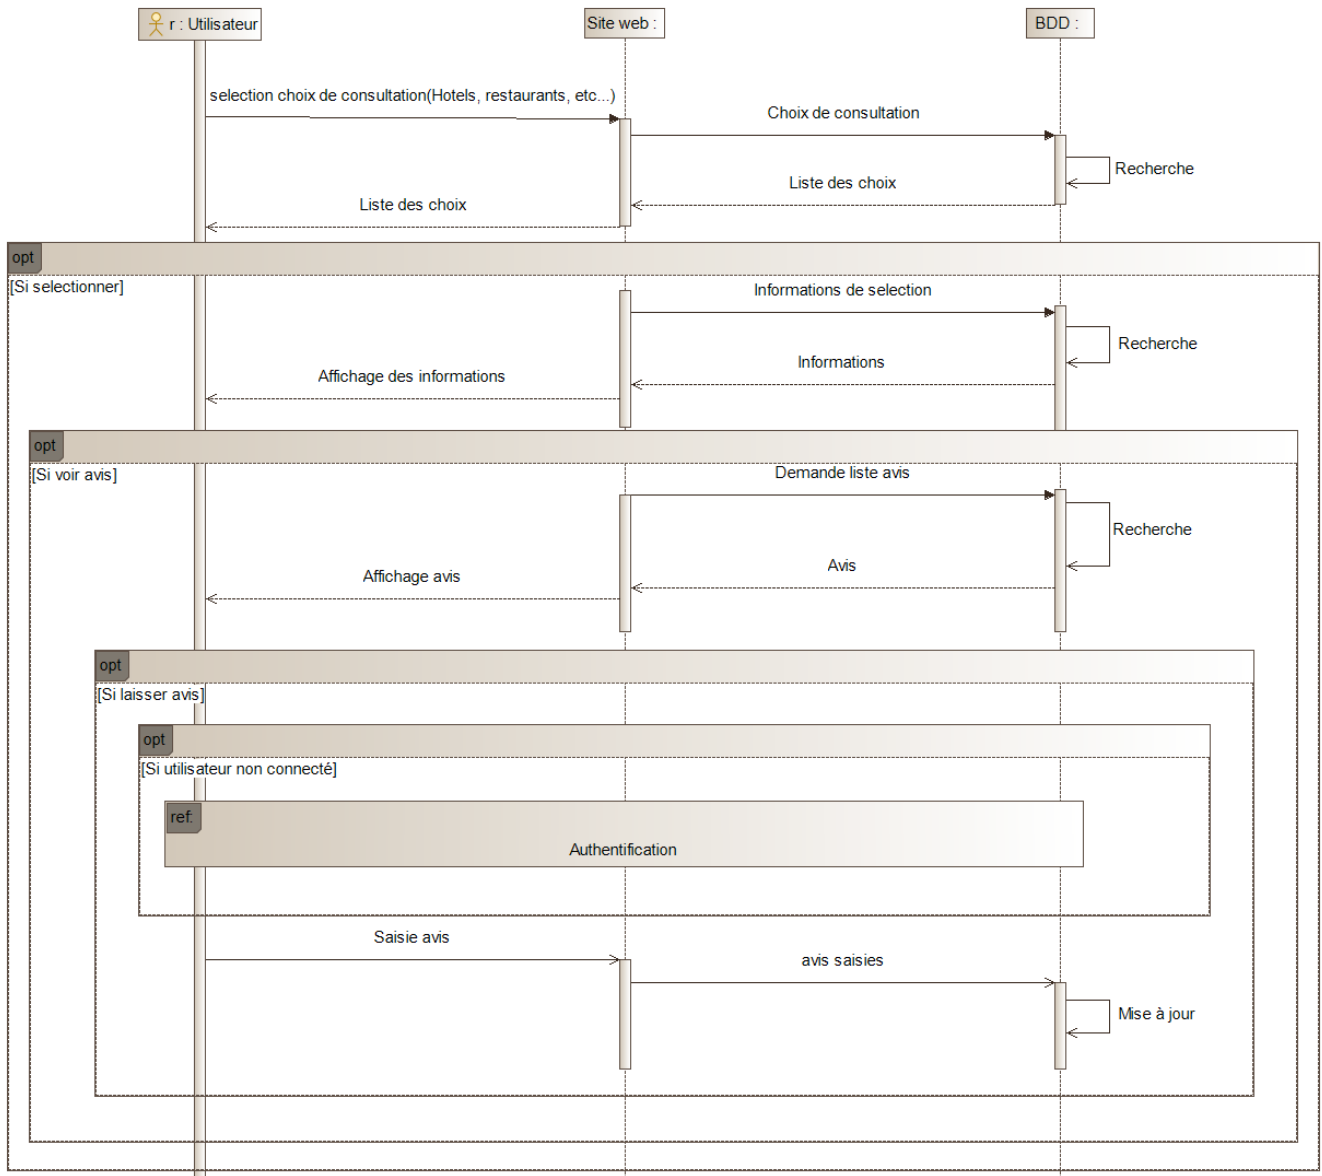 r : Utilisateur
Site web :
BDD :
selection choix de consultation(Hotels, restaurants, etc...)
Choix de consultation
Recherche
Liste des choix
Liste des choix
opt
[Si selectionner]
Informations de selection
Recherche
Informations
Affichage des informations
opt
[Si voir avis]
Demande liste avis
Recherche
Avis
Affichage avis
opt
[Si laisser avis]
opt
[Si utilisateur non connecté]
ref:
Authentification
Saisie avis
avis saisies
Mise à jour